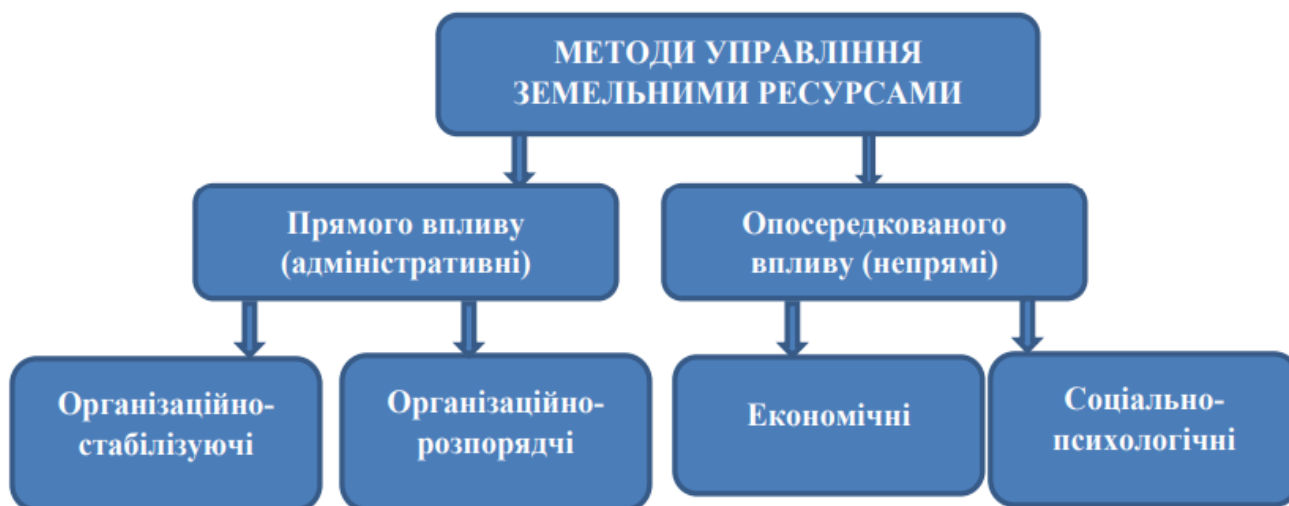 МЕТОДИ УПРАВЛІННЯ
ЗЕМЕЛЬНИМИ РЕСУРСАМИ
Прямого впливу
(адміністративні)
Опосередкованого
впливу (непрямі)
Організаційно-
стабілізуючі
Організаційно-
розпорядчі
Економічні
Соціально-
психологічні